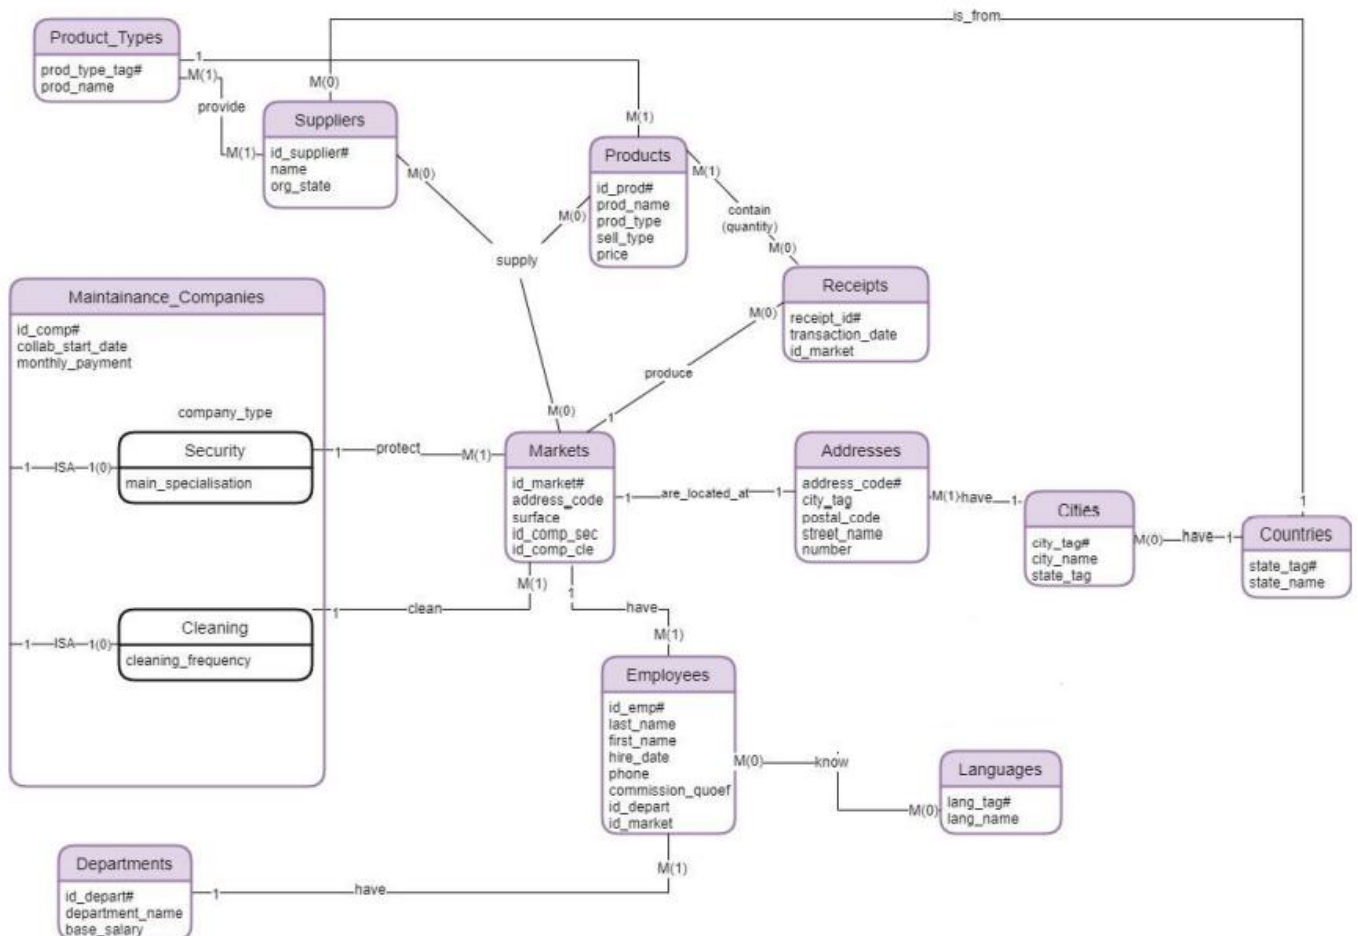 is_from
Product_Types
prod_type_tag#
prod_name
1
M(1)
provide
M(0)
M(1)
Suppliers
id_supplier#
name
org_state
M(1)
M(0)
Products
id_prod#
prod_name
prod_type
sell_type
price
M(1)
M(0)
contain
(quantity)
M(0)
supply
Receipts
receipt_id#
transaction_date
id_market
M(0)
produce
1
M(0)
Maintainance_Companies
id_comp#
collab_start_date
monthly_payment
company_type
Security
main_specialisation
1
ISA
1(0)
1
protect
M(1)
Markets
id_market#
address_code
surface
id_comp_sec
id_comp_cle
1
are_located_at
1
Addresses
address_code#
city_tag
postal_code
street_name
number
M(1)
have
1
Cities
city_tag#
city_name
state_tag
M(0)
have
1
1
Countries
state_tag#
state_name
Cleaning
cleaning_frequency
1
ISA
1(0)
1
clean
M(1)
1
have
M(1)
Employees
id_emp#
last_name
first_name
hire_date
phone
commission_quoef
id_depart
id_market
M(0)
know
M(0)
Languages
lang_tag#
lang_name
M(1)
have
1
Departments
id_depart#
department_name
base_salary